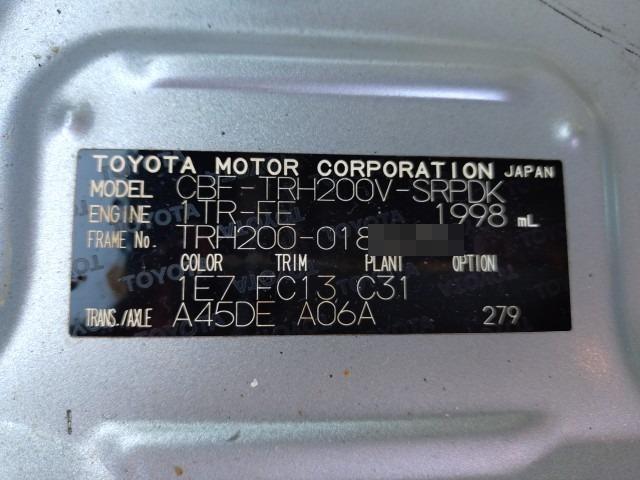 TOYOTA MOTOR CORPORATION JAPAN
MODEL CBF-TRH200V-SRPDK
ENGINE 1TR-FE 1998 mL
FRAME No. TRH200-018
COLOR TRIM PLANT OPTION
1E7 FC13 C31
TRANS./AXLE A45DE A06A 279